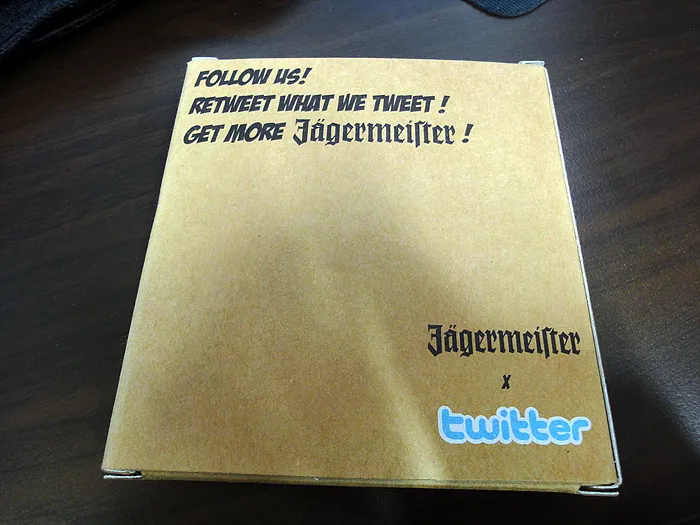 FOLLOW US!
RETWEET WHAT WE TWEET!
GET MORE Jägermeiſter!
Jägermeiſter
X
twitter